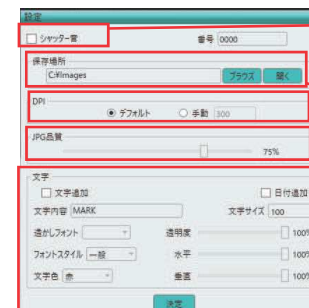 設定
シャッター音 番号 0000
保存場所
C:¥Images ブラウズ 開く
DPI
デフォルト 手動 300
JPG品質
75%
文字
文字追加 日付追加
文字内容 MARK 文字サイズ 100
透かしフォント 透明度 100%
フォントスタイル 一般 水平 100%
文字色 赤 垂直 100%
決定